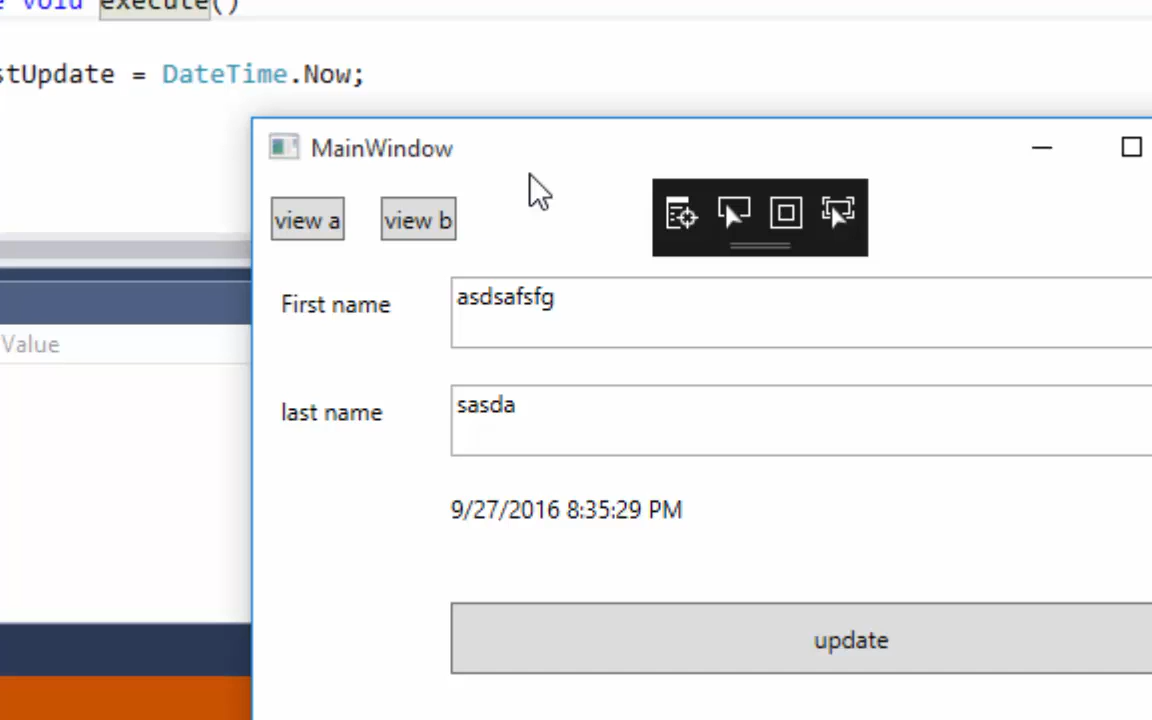 void execute()
stUpdate = DateTime.Now;
MainWindow
view a view b
First name asdsafsfg
Value
last name sasda
9/27/2016 8:35:29 PM
update